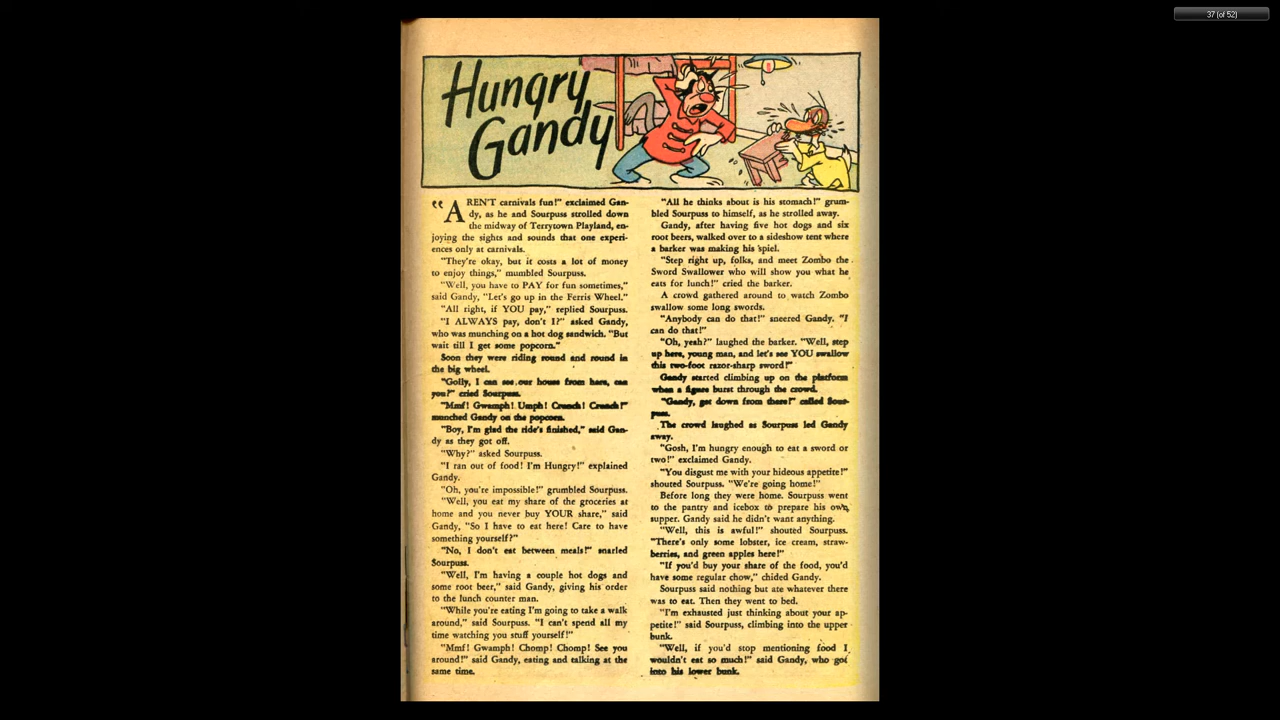 37 (of 52)
Hungry
Gandy
"AREN'T carnivals fun!" exclaimed Gan-
dy, as he and Sourpuss strolled down
the midway of Terrytown Playland, en-
joying the sights and sounds that one experi-
ences only at carnivals.
"They're okay, but it costs a lot of money
to enjoy things," mumbled Sourpuss.
"Well, you have to PAY for fun sometimes,"
said Gandy, "Let's go up in the Ferris Wheel."
"All right, if YOU pay," replied Sourpuss.
"I ALWAYS pay, don't I?" asked Gandy,
who was munching on a hot dog sandwich. "But
wait till I get some popcorn."
Soon they were riding round and round in
the big wheel.
"Golly, I can see our house from here, can
you?" cried Sourpuss.
"Mmf! Gwamph! Umph! Crunch! Crunch!"
munched Gandy on the popcorn.
"Boy, I'm glad the ride's finished," said Gan-
dy as they got off.
"Why?" asked Sourpuss.
"I ran out of food! I'm Hungry!" explained
Gandy.
"Oh, you're impossible!" grumbled Sourpuss.
"Well, you eat my share of the groceries at
home and you never buy YOUR share," said
Gandy, "So I have to eat here! Care to have
something yourself?"
"No, I don't eat between meals!" snarled
Sourpuss.
"Well, I'm having a couple hot dogs and
some root beer," said Gandy, giving his order
to the lunch counter man.
"While you're eating I'm going to take a walk
around," said Sourpuss. "I can't spend all my
time watching you stuff yourself!"
"Mmf! Gwamph! Chomp! Chomp! See you
around!" said Gandy, eating and talking at the
same time.
"All he thinks about is his stomach!" grum-
bled Sourpuss to himself, as he strolled away.
Gandy, after having five hot dogs and six
root beers, walked over to a sideshow tent where
a barker was making his spiel.
"Step right up, folks, and meet Zombo the
Sword Swallower who will show you what he
eats for lunch!" cried the barker.
A crowd gathered around to watch Zombo
swallow some long swords.
"Anybody can do that!" sneered Gandy. "I
can do that!"
"Oh, yeah?" laughed the barker. "Well, step
up here, young man, and let's see YOU swallow
this two-foot razor-sharp sword!"
Gandy started climbing up on the platform
when a figure burst through the crowd.
"Gandy, get down from there!" called Sour-
puss.
The crowd laughed as Sourpuss led Gandy
away.
"Gosh, I'm hungry enough to eat a sword or
two!" exclaimed Gandy.
"You disgust me with your hideous appetite!"
shouted Sourpuss. "We're going home!"
Before long they were home. Sourpuss went
to the pantry and icebox to prepare his own
supper. Gandy said he didn't want anything.
"Well, this is awful!" shouted Sourpuss.
"There's only some lobster, ice cream, straw-
berries, and green apples here!"
"If you'd buy your share of the food, you'd
have some regular chow," chided Gandy.
Sourpuss said nothing but ate whatever there
was to eat. Then they went to bed.
"I'm exhausted just thinking about your ap-
petite!" said Sourpuss, climbing into the upper
bunk.
"Well, if you'd stop mentioning food I
wouldn't eat so much!" said Gandy, who got
into his lower bunk.